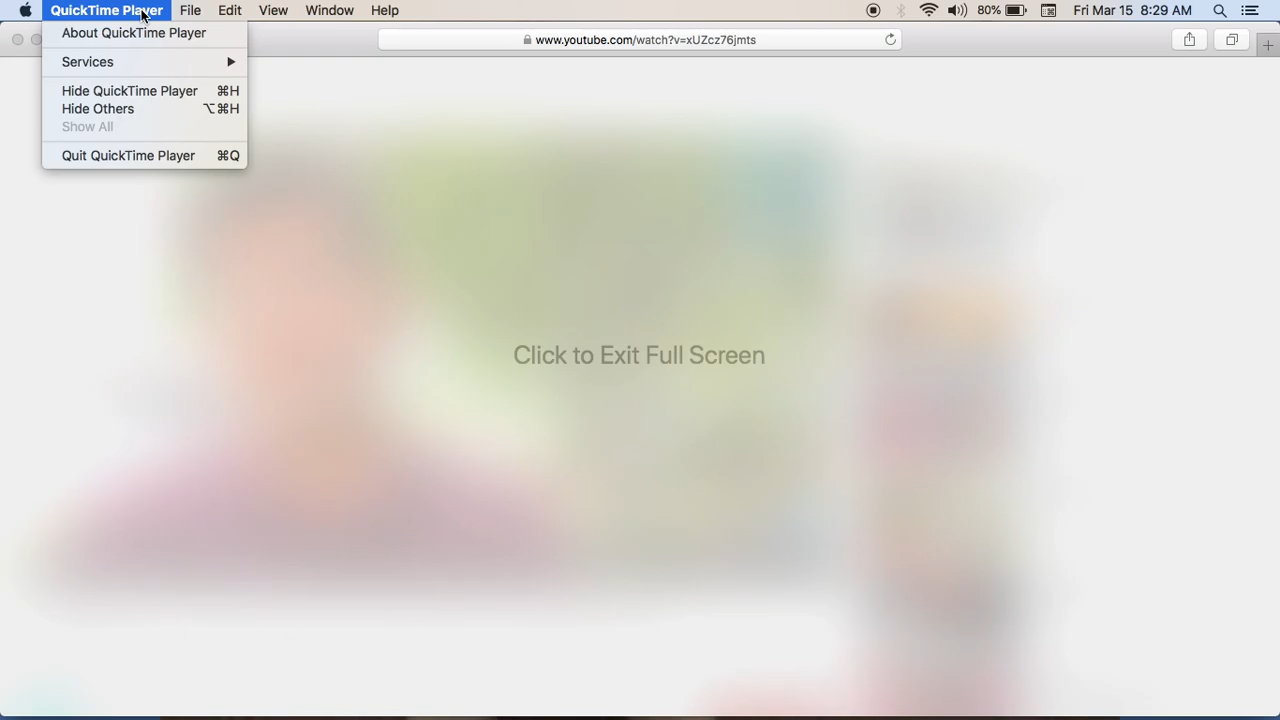 QuickTime Player File Edit View Window Help 80% Fri Mar 15 8:29 AM
About QuickTime Player
www.youtube.com/watch?v=xUZcz76jmts
Services
Hide QuickTime Player ⌘H
Hide Others ⌥⌘H
Show All
Quit QuickTime Player ⌘Q
Click to Exit Full Screen